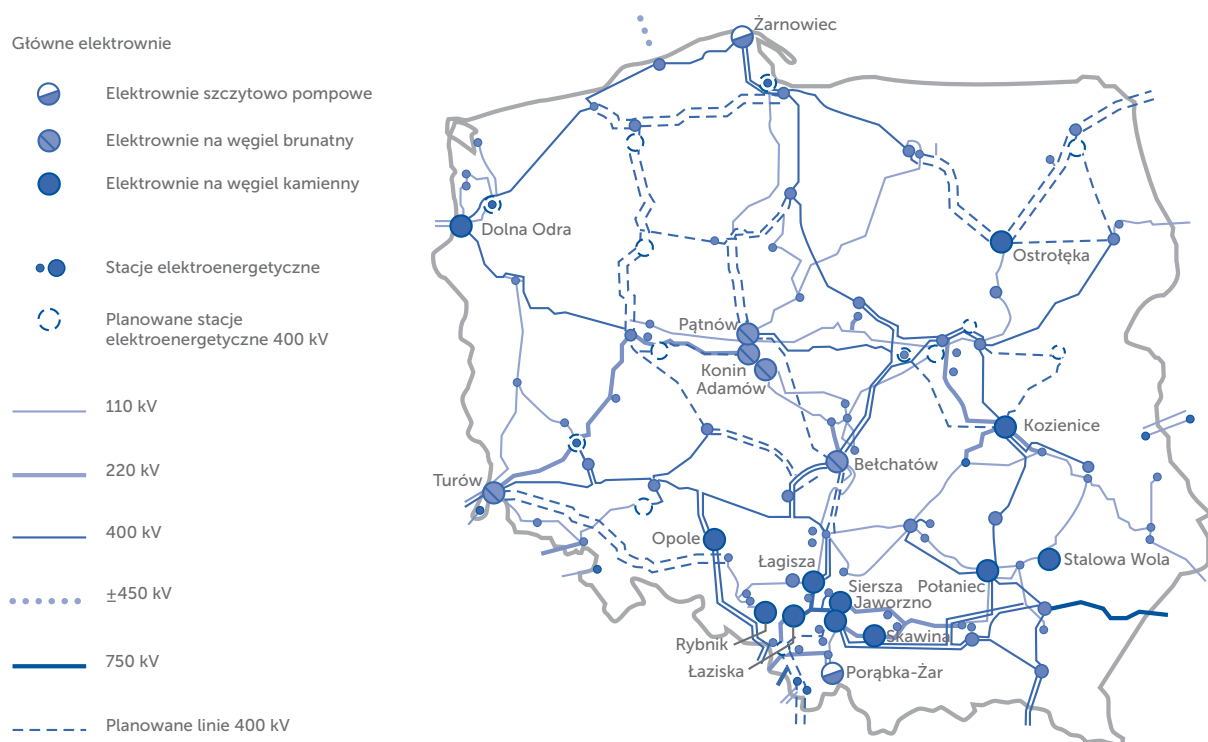 Główne elektrownie
Elektrownie szczytowo pompowe
Elektrownie na węgiel brunatny
Elektrownie na węgiel kamienny
Stacje elektroenergetyczne
Planowane stacje
elektroenergetyczne 400 kV
110 kV
220 kV
400 kV
±450 kV
750 kV
Planowane linie 400 kV
Żarnowiec
Dolna Odra
Ostrołęka
Pątnów
Konin
Adamów
Kozienice
Bełchatów
Turów
Opole
Łagisza
Siersza
Jaworzno
Połaniec
Stalowa Wola
Rybnik
Skawina
Łaziska
Porąbka-Żar